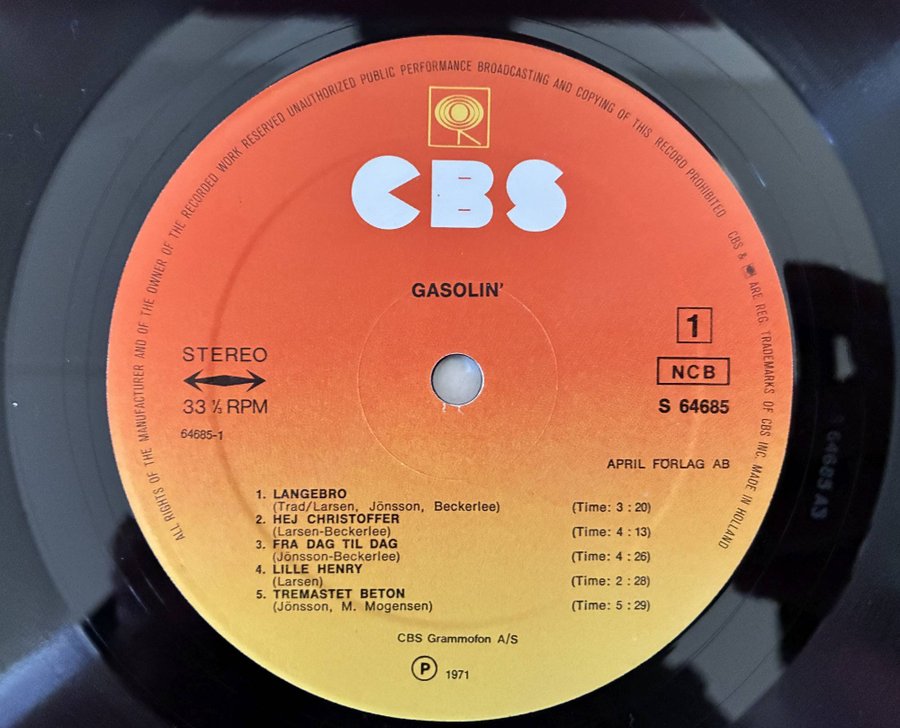 ALL RIGHTS OF THE MANUFACTURER AND OF THE OWNER OF THE RECORDED WORK RESERVED UNAUTHORIZED PUBLIC PERFORMANCE BROADCASTING AND COPYING OF THIS RECORD PROHIBITED
CBS & ARE REG. TRADEMARKS OF CBS INC. MADE IN HOLLAND
CBS
GASOLIN'
1
STEREO
NCB
33 ⅓ RPM
S 64685
64685-1
APRIL FÖRLAG AB
1. LANGEBRO
(Trad/Larsen, Jönsson, Beckerlee) (Time: 3 : 20)
2. HEJ CHRISTOFFER
(Larsen-Beckerlee) (Time: 4 : 13)
3. FRA DAG TIL DAG
(Jönsson-Beckerlee) (Time: 4 : 26)
4. LILLE HENRY
(Larsen) (Time: 2 : 28)
5. TREMASTET BETON
(Jönsson, M. Mogensen) (Time: 5 : 29)
CBS Grammofon A/S
Ⓟ 1971
64685 A3